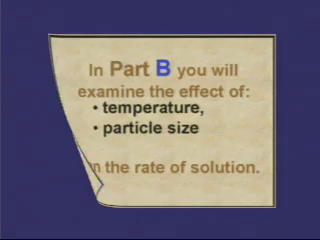 In Part B you will
examine the effect of:
• temperature,
• particle size
the rate of solution.